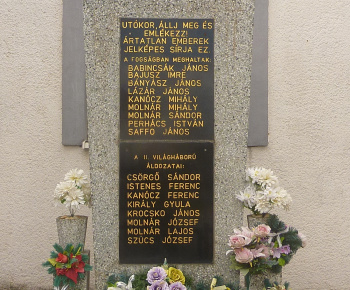 UTÓKOR, ÁLLJ MEG ÉS
EMLÉKEZZ!
ÁRTATLAN EMBEREK
JELKÉPES SÍRJA EZ.
A FOGSÁGBAN MEGHALTAK:
BABINCSÁK JÁNOS
BAJUSZ IMRE
BÁNYÁSZ JÁNOS
LÁZÁR JÁNOS
KANÓCZ MIHÁLY
MOLNÁR MIHÁLY
MOLNÁR SÁNDOR
PERHÁCS ISTVÁN
SAFFO JÁNOS
A II. VILÁGHÁBORÚ
ÁLDOZATAI:
CSÖRGŐ SÁNDOR
ISTENES FERENC
KANÓCZ FERENC
KIRÁLY GYULA
KROCSKO JÁNOS
MOLNÁR JÓZSEF
MOLNÁR LAJOS
SZŰCS JÓZSEF